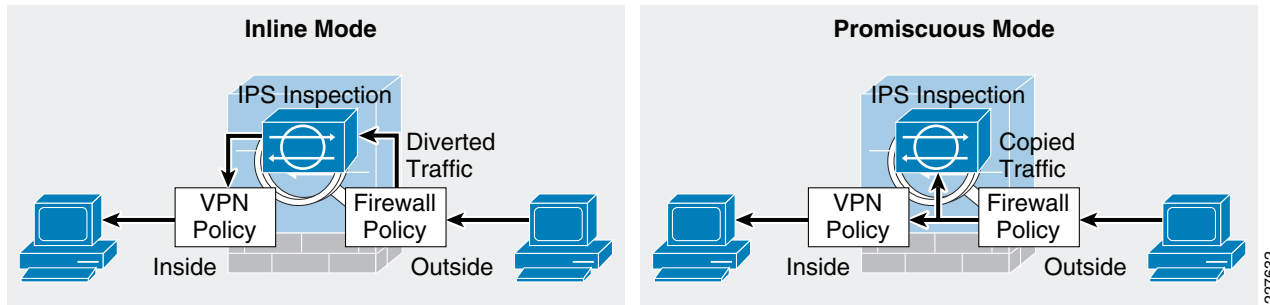 Inline Mode
IPS Inspection
Diverted
Traffic
VPN
Policy
Firewall
Policy
Inside
Outside
Promiscuous Mode
IPS Inspection
Copied
Traffic
VPN
Policy
Firewall
Policy
Inside
Outside